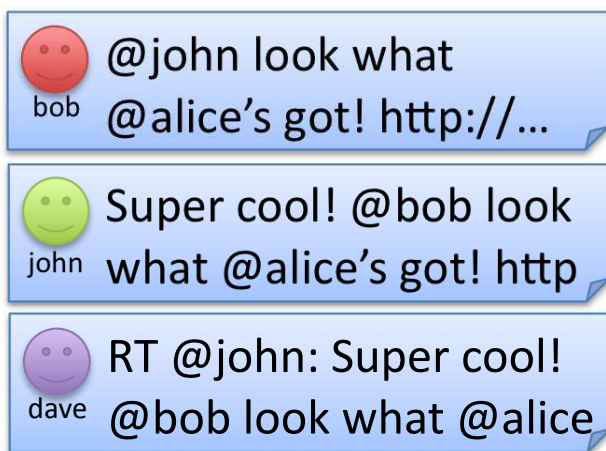 @john look what
bob
@alice's got! http://...
Super cool! @bob look
john
what @alice's got! http
RT @john: Super cool!
dave
@bob look what @alice